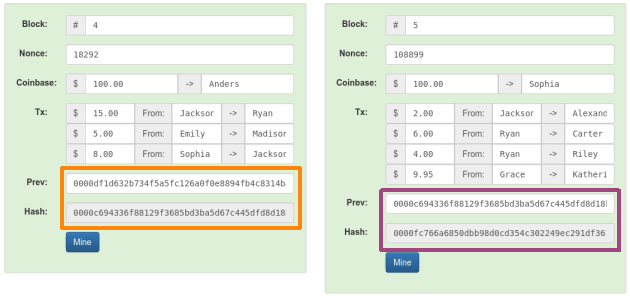 Block: # 4
Nonce: 18292
Coinbase: $ 100.00 -> Anders
Tx: $ 15.00 From: Jackson -> Ryan
$ 5.00 From: Emily -> Madison
$ 8.00 From: Sophia -> Jackson
Prev: 0000df1d632b734f5a5fc126a0f0e8894fb4c8314b
Hash: 0000c694336f88129f3685bd3ba5d67c445dfd8d18
Mine
Block: # 5
Nonce: 108899
Coinbase: $ 100.00 -> Sophia
Tx: $ 2.00 From: Jackson -> Alexand
$ 6.00 From: Ryan -> Carter
$ 4.00 From: Ryan -> Riley
$ 9.95 From: Grace -> Katheri
Prev: 0000c694336f88129f3685bd3ba5d67c445dfd8d18
Hash: 0000fc766a6850dbb98d0cd354c302249ec291df36
Mine